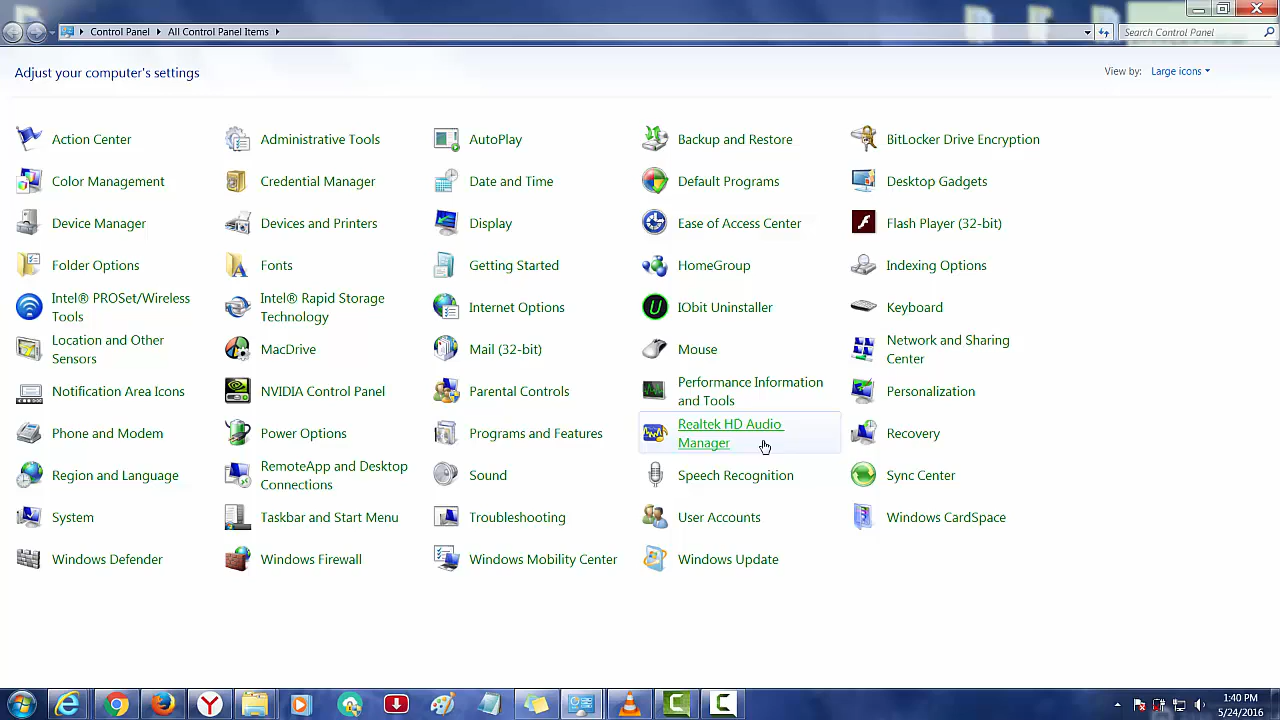 Control Panel All Control Panel Items Search Control Panel
Adjust your computer's settings View by: Large icons
Action Center Administrative Tools AutoPlay Backup and Restore BitLocker Drive Encryption
Color Management Credential Manager Date and Time Default Programs Desktop Gadgets
Device Manager Devices and Printers Display Ease of Access Center Flash Player (32-bit)
Folder Options Fonts Getting Started HomeGroup Indexing Options
Intel® PROSet/Wireless
Tools
Intel® Rapid Storage
Technology
Internet Options IObit Uninstaller Keyboard
Location and Other
Sensors
MacDrive Mail (32-bit) Mouse
Network and Sharing
Center
Notification Area Icons NVIDIA Control Panel Parental Controls
Performance Information
and Tools
Personalization
Phone and Modem Power Options Programs and Features
Realtek HD Audio
Manager
Recovery
Region and Language
RemoteApp and Desktop
Connections
Sound Speech Recognition Sync Center
System Taskbar and Start Menu Troubleshooting User Accounts Windows CardSpace
Windows Defender Windows Firewall Windows Mobility Center Windows Update
1:40 PM
5/24/2016